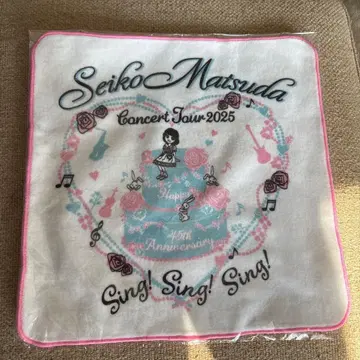 Seiko Matsuda
Concert Tour 2025
Happy
45th
Anniversary
Sing! Sing! Sing!